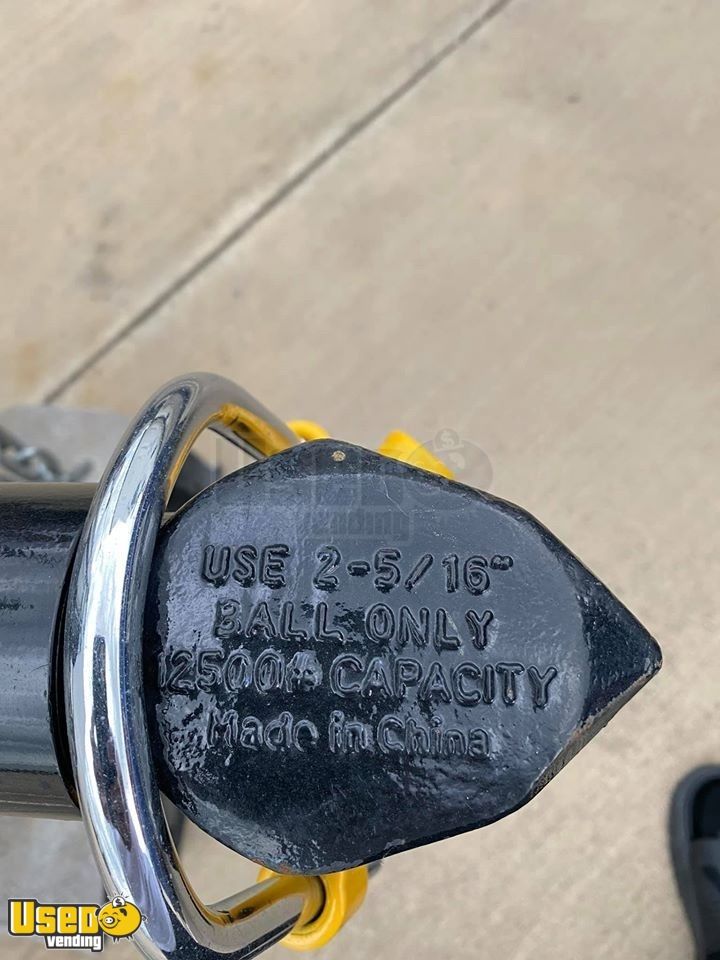 USE 2-5/16"
BALL ONLY
12500# CAPACITY
Made in China
USED
vending